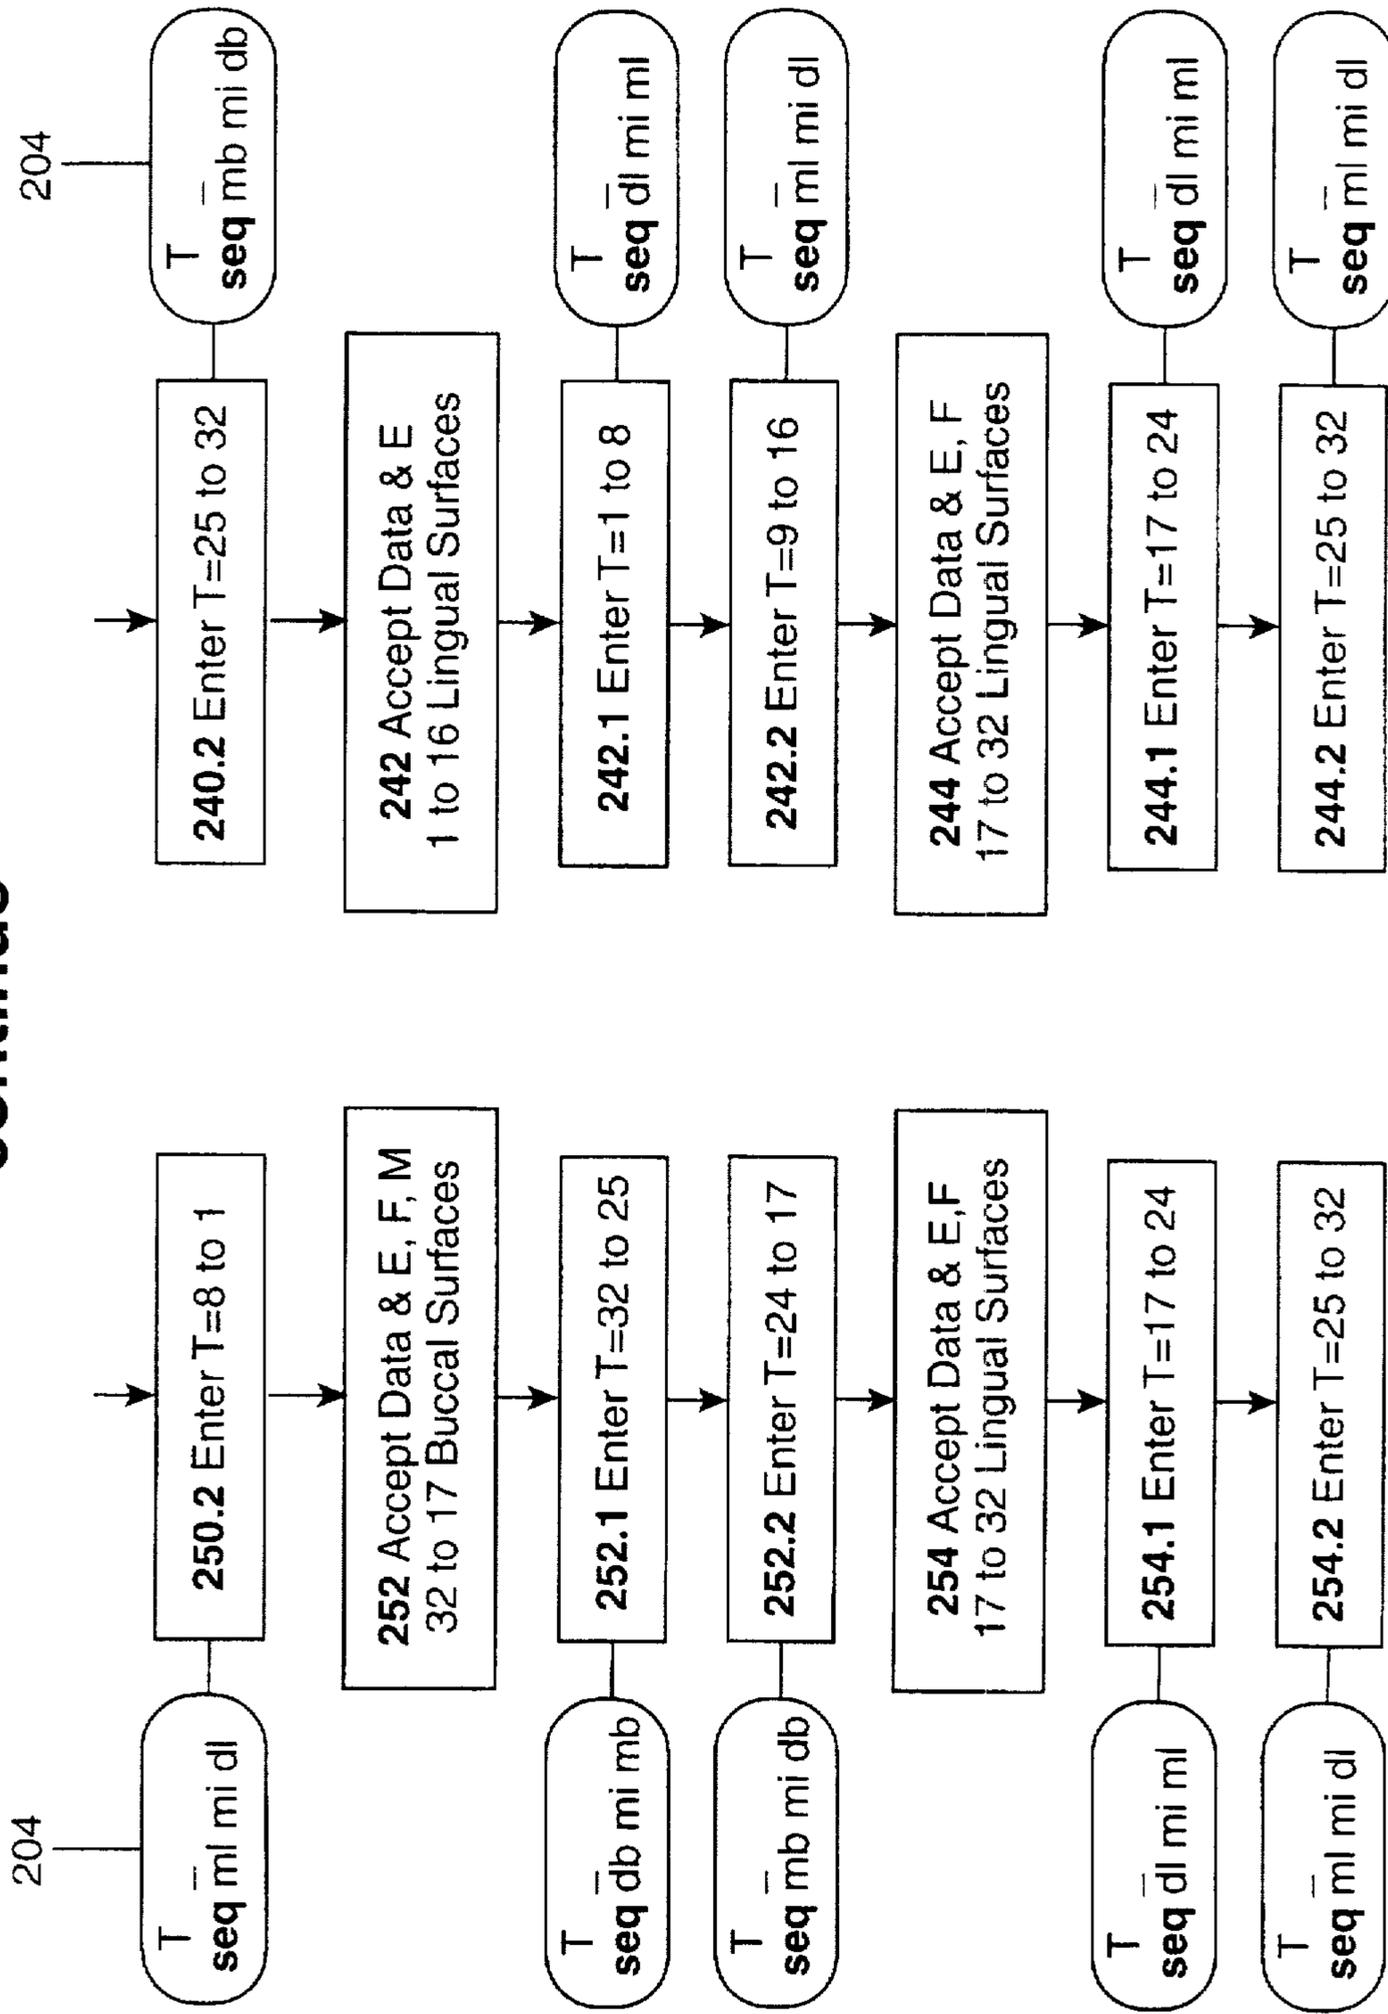 204
T
seq ml mi dl
250.2 Enter T=8 to 1
252 Accept Data & E, F, M
32 to 17 Buccal Surfaces
T
seq db mi mb
252.1 Enter T=32 to 25
T
seq mb mi db
252.2 Enter T=24 to 17
254 Accept Data & E,F
17 to 32 Lingual Surfaces
T
seq dl mi ml
254.1 Enter T=17 to 24
T
seq ml mi dl
254.2 Enter T=25 to 32
204
240.2 Enter T=25 to 32
T
seq mb mi db
242 Accept Data & E
1 to 16 Lingual Surfaces
242.1 Enter T=1 to 8
T
seq dl mi ml
242.2 Enter T=9 to 16
T
seq ml mi dl
244 Accept Data & E, F
17 to 32 Lingual Surfaces
244.1 Enter T=17 to 24
T
seq dl mi ml
244.2 Enter T=25 to 32
T
seq ml mi dl